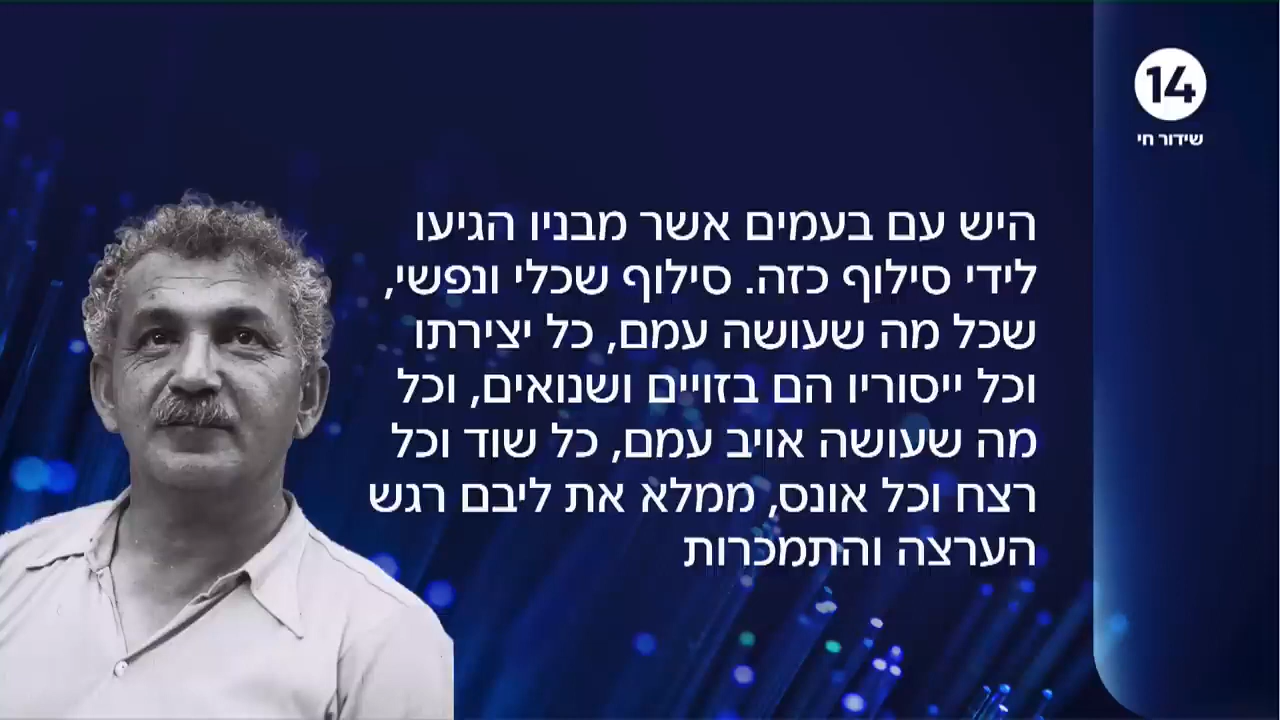 14
שידור חי
היש עם בעמים אשר מבניו הגיעו
לידי סילוף כזה. סילוף שכלי ונפשי,
שכל מה שעושה עמם, כל יצירתו
וכל ייסוריו הם בזויים ושנואים, וכל
מה שעושה אויב עמם, כל שוד וכל
רצח וכל אונס, ממלא את ליבם רגש
הערצה והתמכרות